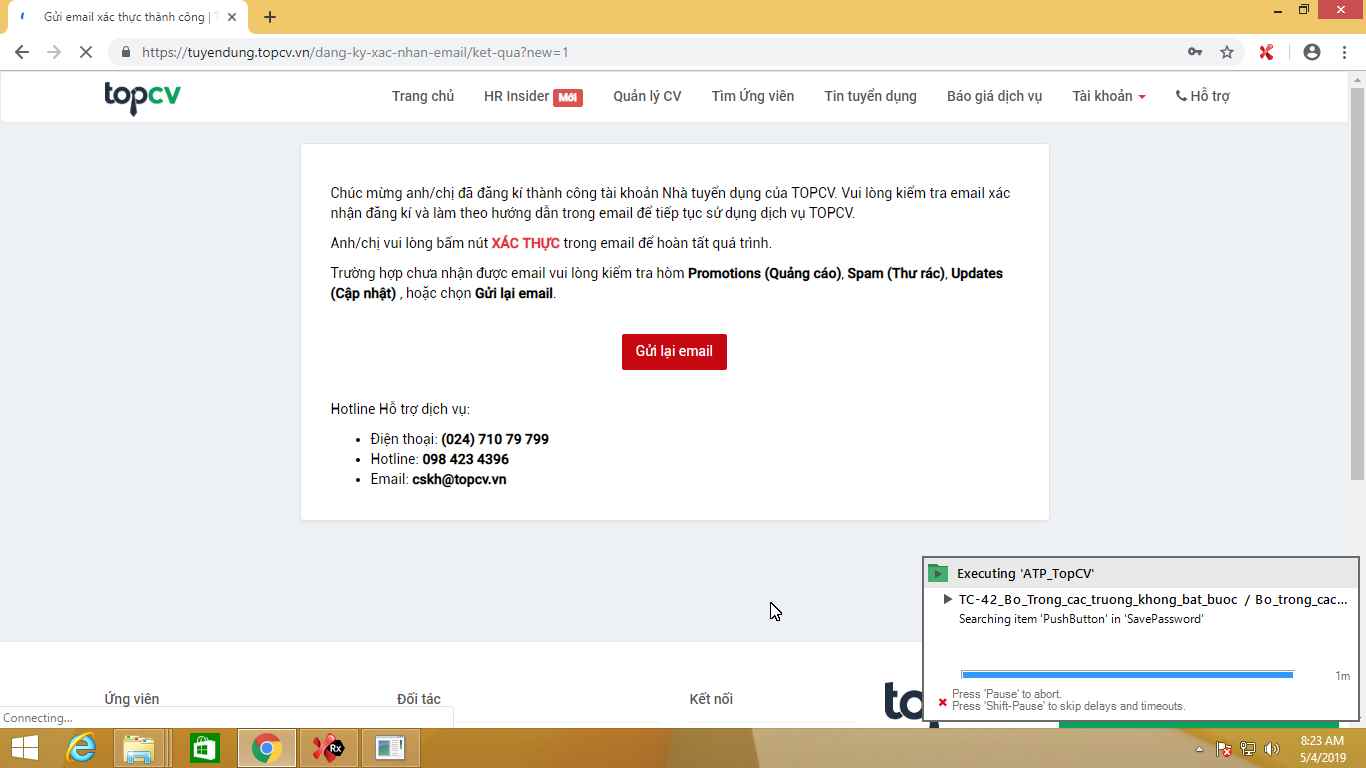 Gửi email xác thực thành công |
https://tuyendung.topcv.vn/dang-ky-xac-nhan-email/ket-qua?new=1
topcv
Trang chủ
HR Insider Mới
Quản lý CV
Tìm Ứng viên
Tin tuyển dụng
Báo giá dịch vụ
Tài khoản
Hỗ trợ
Chúc mừng anh/chị đã đăng kí thành công tài khoản Nhà tuyển dụng của TOPCV. Vui lòng kiểm tra email xác
nhận đăng kí và làm theo hướng dẫn trong email để tiếp tục sử dụng dịch vụ TOPCV.
Anh/chị vui lòng bấm nút XÁC THỰC trong email để hoàn tất quá trình.
Trường hợp chưa nhận được email vui lòng kiểm tra hòm Promotions (Quảng cáo), Spam (Thư rác), Updates
(Cập nhật) , hoặc chọn Gửi lại email.
Gửi lại email
Hotline Hỗ trợ dịch vụ:
• Điện thoại: (024) 710 79 799
• Hotline: 098 423 4396
• Email: cskh@topcv.vn
Executing 'ATP_TopCV'
TC-42_Bo_Trong_cac_truong_khong_bat_buoc / Bo_trong_cac...
Searching item 'PushButton' in 'SavePassword'
1m
Press 'Pause' to abort.
Press 'Shift-Pause' to skip delays and timeouts.
Ứng viên
Đối tác
Kết nối
to
Connecting...
Rx
8:23 AM
5/4/2019